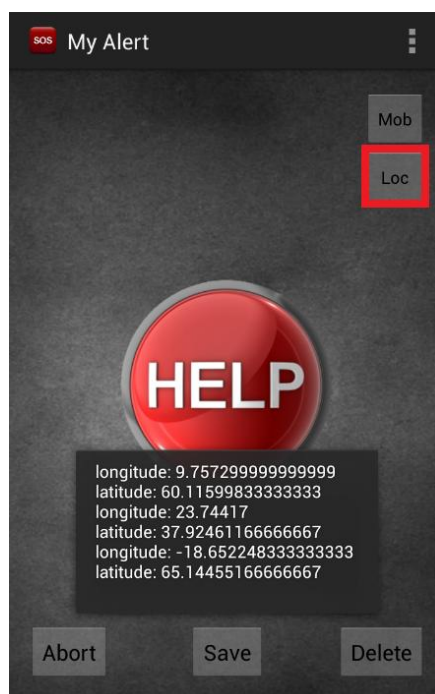 SOS My Alert
Mob
Loc
HELP
longitude: 9.757299999999999
latitude: 60.11599833333333
longitude: 23.74417
latitude: 37.92461166666667
longitude: -18.652248333333333
latitude: 65.14455166666667
Abort Save Delete